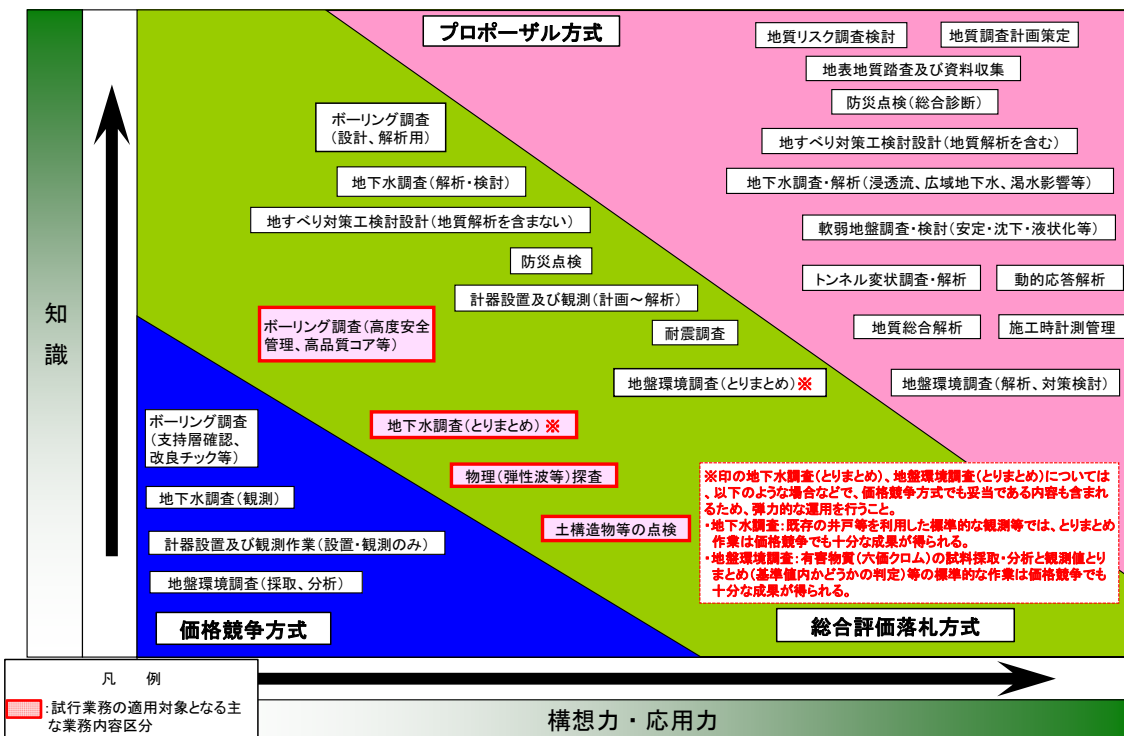 プロポーザル方式
地質リスク調査検討
地質調査計画策定
地表地質踏査及び資料収集
防災点検(総合診断)
地すべり対策工検討設計(地質解析を含む)
地下水調査・解析(浸透流、広域地下水、渇水影響等)
軟弱地盤調査・検討(安定・沈下・液状化等)
トンネル変状調査・解析
動的応答解析
地質総合解析
施工時計測管理
地盤環境調査(解析、対策検討)
ボーリング調査
(設計、解析用)
地下水調査(解析・検討)
地すべり対策工検討設計(地質解析を含まない)
防災点検
計器設置及び観測(計画～解析)
耐震調査
ボーリング調査(高度安全
管理、高品質コア等)
地盤環境調査(とりまとめ)※
地下水調査(とりまとめ) ※
物理(弾性波等)探査
土構造物等の点検
ボーリング調査
(支持層確認、
改良チック等)
地下水調査(観測)
計器設置及び観測作業(設置・観測のみ)
地盤環境調査(採取、分析)
価格競争方式
※印の地下水調査(とりまとめ)、地盤環境調査(とりまとめ)については
、以下のような場合などで、価格競争方式でも妥当である内容も含まれ
るため、弾力的な運用を行うこと。
・地下水調査:既存の井戸等を利用した標準的な観測等では、とりまとめ
作業は価格競争でも十分な成果が得られる。
・地盤環境調査:有害物質(六価クロム)の試料採取・分析と観測値とり
まとめ(基準値内かどうかの判定)等の標準的な作業は価格競争でも
十分な成果が得られる。
総合評価落札方式
知
識
凡 例
:試行業務の適用対象となる主
な業務内容区分
構想力・応用力